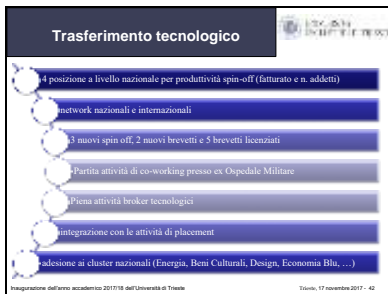 Trasferimento tecnologico
4 posizione a livello nazionale per produttività spin-off (fatturato e n. addetti)
network nazionali e internazionali
3 nuovi spin off, 2 nuovi brevetti e 5 brevetti licenziati
•Partita attività di co-working presso ex Ospedale Militare
•Piena attività broker tecnologici
integrazione con le attività di placement
•adesione ai cluster nazionali (Energia, Beni Culturali, Design, Economia Blu, …)
Inaugurazione dell'anno accademico 2017/18 dell'Università di Trieste
Trieste, 17 novembre 2017 - 42